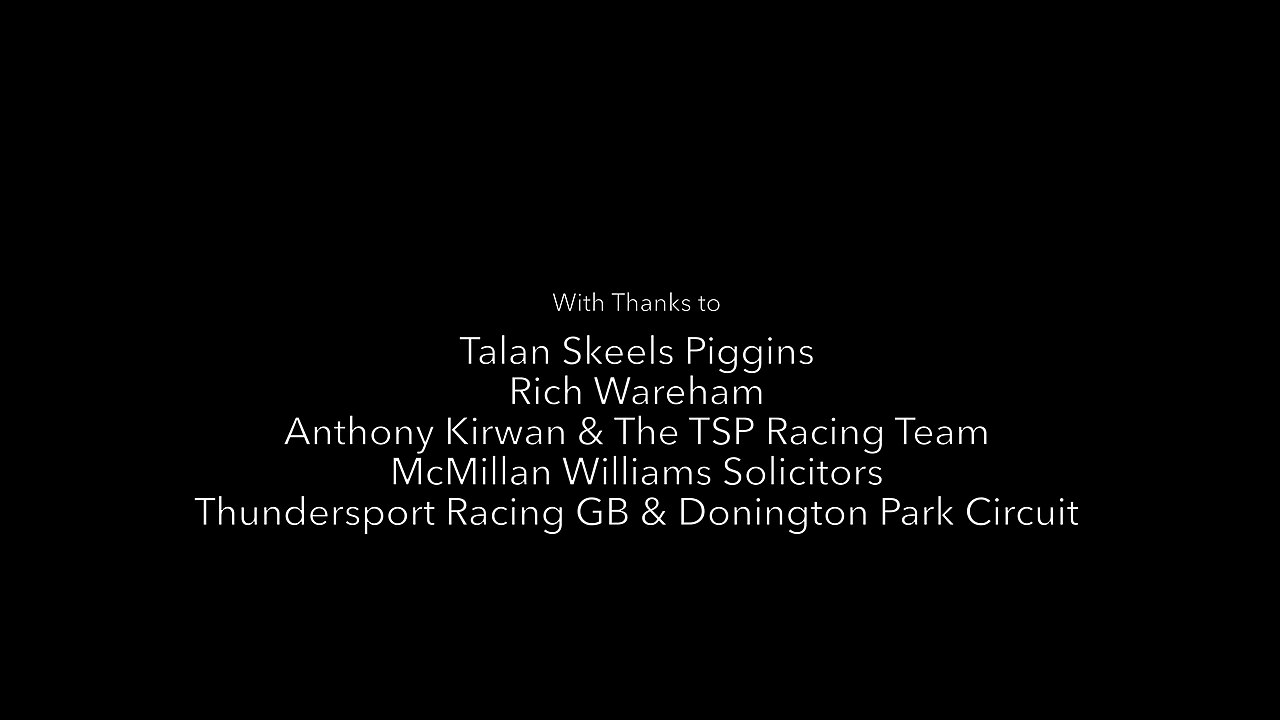 With Thanks to
Talan Skeels Piggins
Rich Wareham
Anthony Kirwan & The TSP Racing Team
McMillan Williams Solicitors
Thundersport Racing GB & Donington Park Circuit